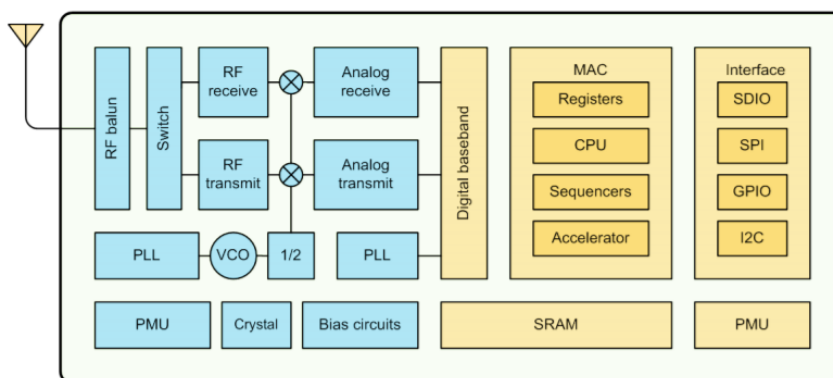 RF balun
Switch
RF
receive
Analog
receive
RF
transmit
Analog
transmit
Digital baseband
MAC
Registers
CPU
Sequencers
Accelerator
Interface
SDIO
SPI
GPIO
I2C
PLL
VCO
1/2
PLL
PMU
Crystal
Bias circuits
SRAM
PMU